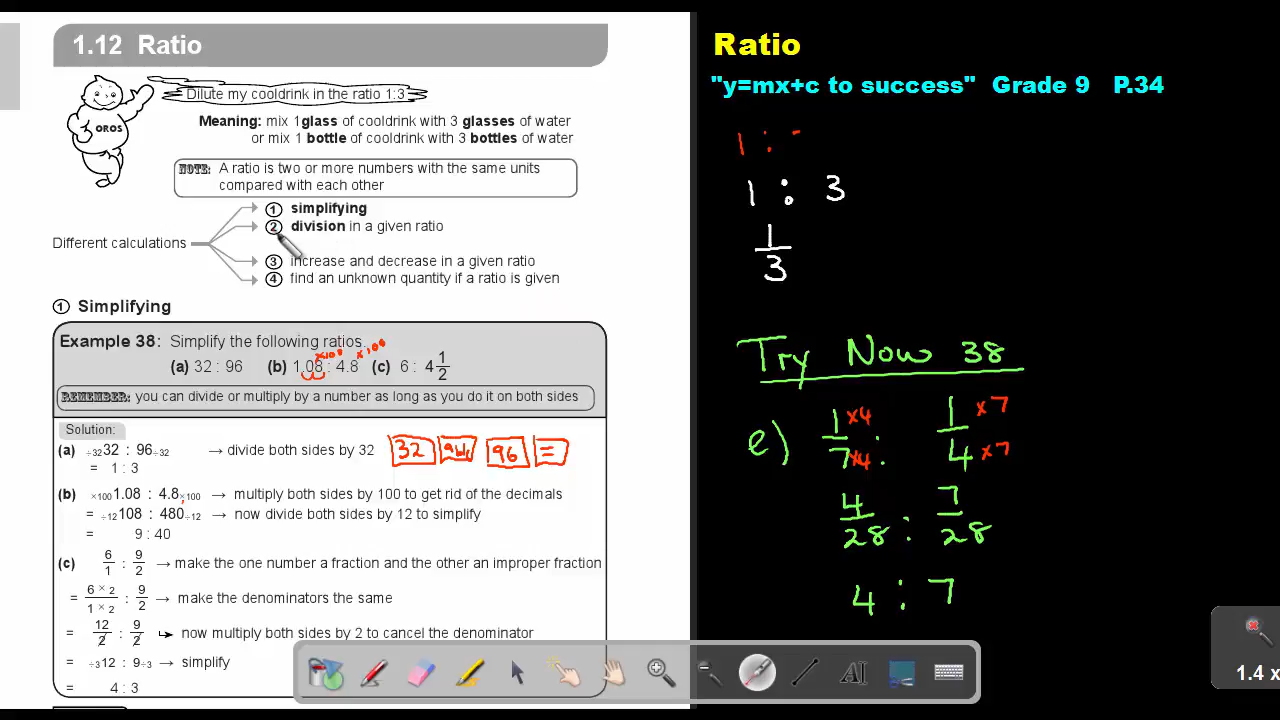 1.12 Ratio
Dilute my cooldrink in the ratio 1:3
OROS
Meaning: mix 1glass of cooldrink with 3 glasses of water
or mix 1 bottle of cooldrink with 3 bottles of water
NOTE: A ratio is two or more numbers with the same units
compared with each other
Different calculations
① simplifying
② division in a given ratio
③ increase and decrease in a given ratio
④ find an unknown quantity if a ratio is given
① Simplifying
Example 38: Simplify the following ratios.
×100 ×100
(a) 32 : 96 (b) 1.08 : 4.8 (c) 6 : 4 1/2
REMEMBER: you can divide or multiply by a number as long as you do it on both sides
Solution:
(a) ÷32 32 : 96 ÷32 → divide both sides by 32
32 ab/c 96 =
= 1 : 3
(b) ×100 1.08 : 4.8 ×100 → multiply both sides by 100 to get rid of the decimals
= ÷12 108 : 480 ÷12 → now divide both sides by 12 to simplify
= 9 : 40
(c) 6/1 : 9/2 → make the one number a fraction and the other an improper fraction
= 6 × 2/1 × 2 : 9/2 → make the denominators the same
= 12/2 : 9/2 ↳ now multiply both sides by 2 to cancel the denominator
= ÷3 12 : 9 ÷3 → simplify
= 4 : 3
Ratio
"y=mx+c to success" Grade 9 P.34
1 : -
1 : 3
1/3
Try Now 38
e) 1/7 ×4/×4 : 1/4 ×7/×7
4/28 : 7/28
4 : 7
AI
1.4 x